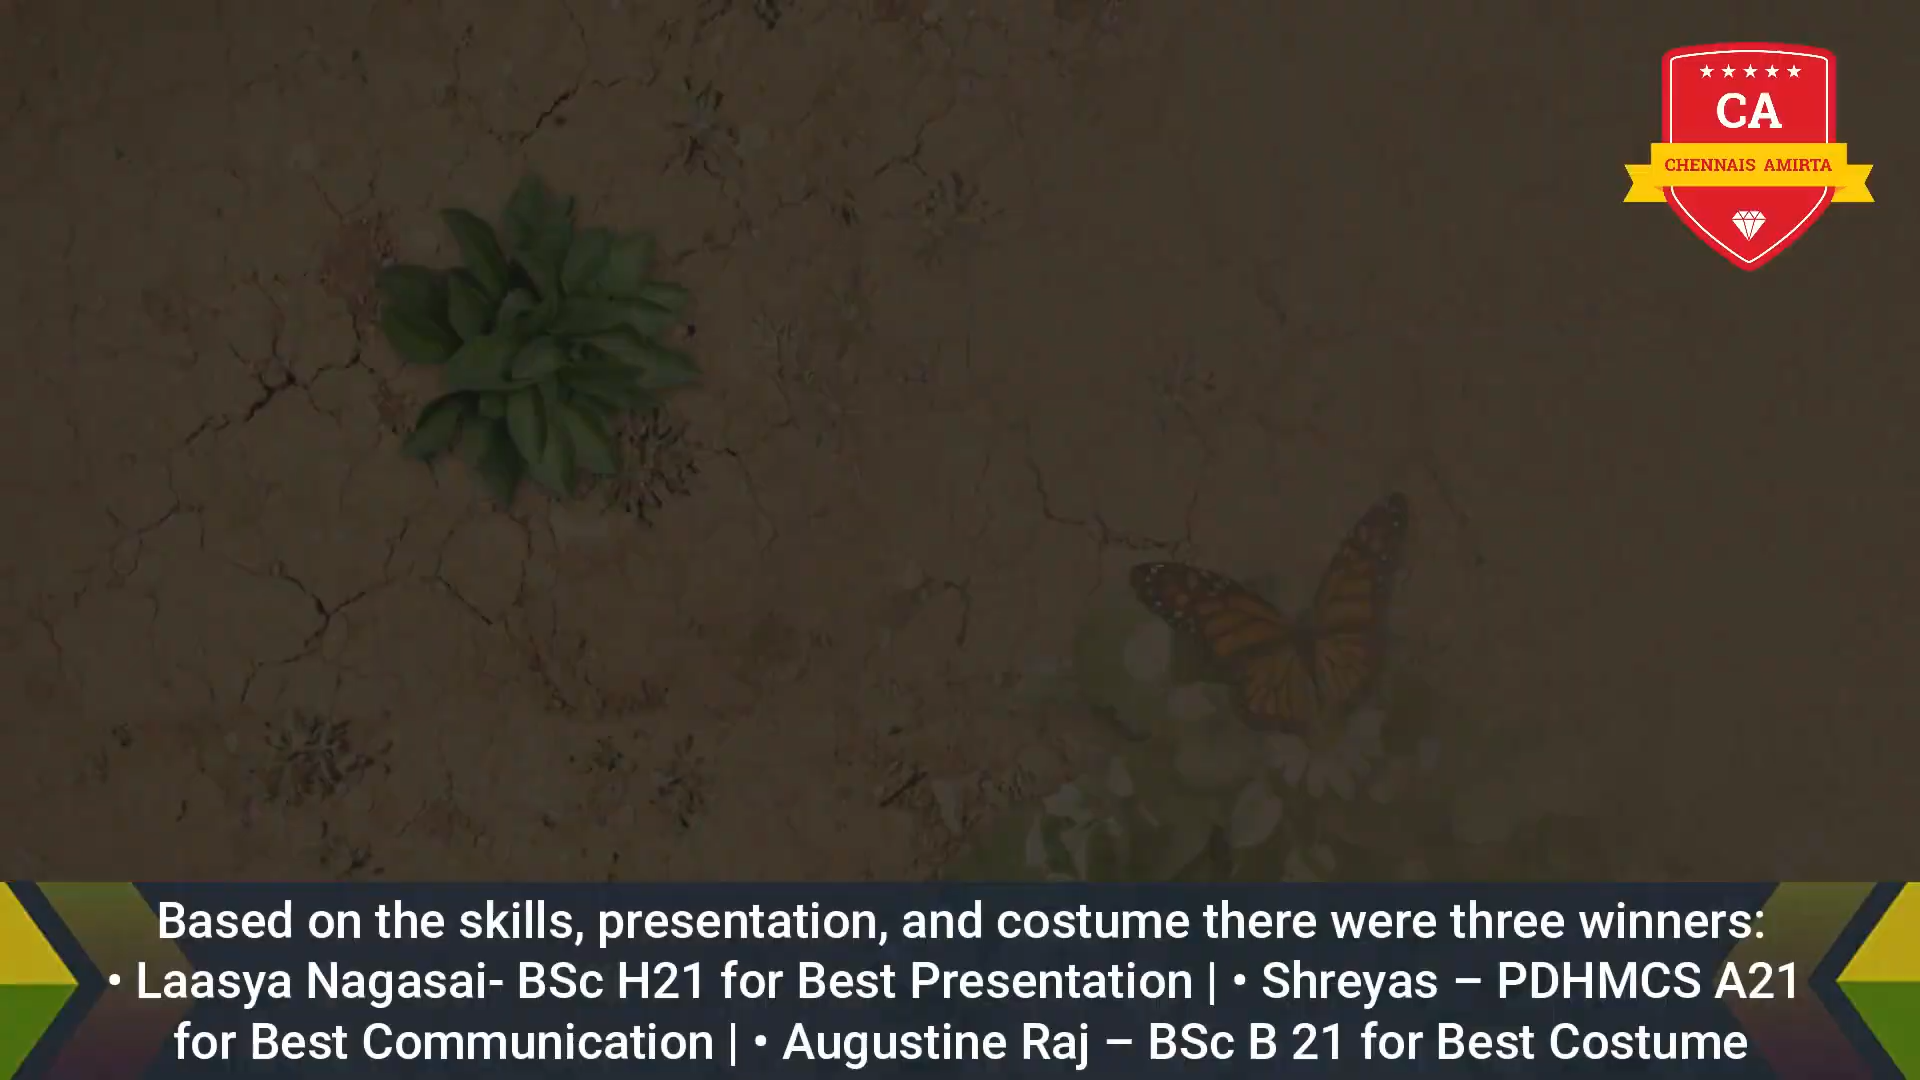 CA
CHENNAIS AMIRTA
Based on the skills, presentation, and costume there were three winners:
• Laasya Nagasai- BSc H21 for Best Presentation | • Shreyas – PDHMCS A21
for Best Communication | • Augustine Raj – BSc B 21 for Best Costume